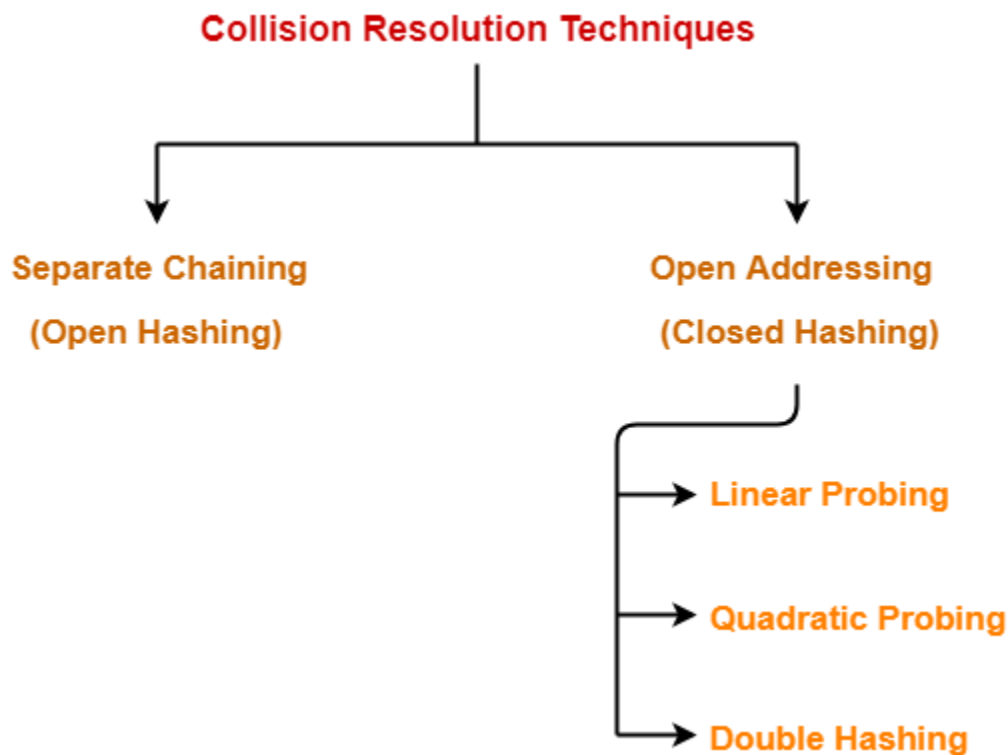 Collision Resolution Techniques
Separate Chaining
(Open Hashing)
Open Addressing
(Closed Hashing)
Linear Probing
Quadratic Probing
Double Hashing